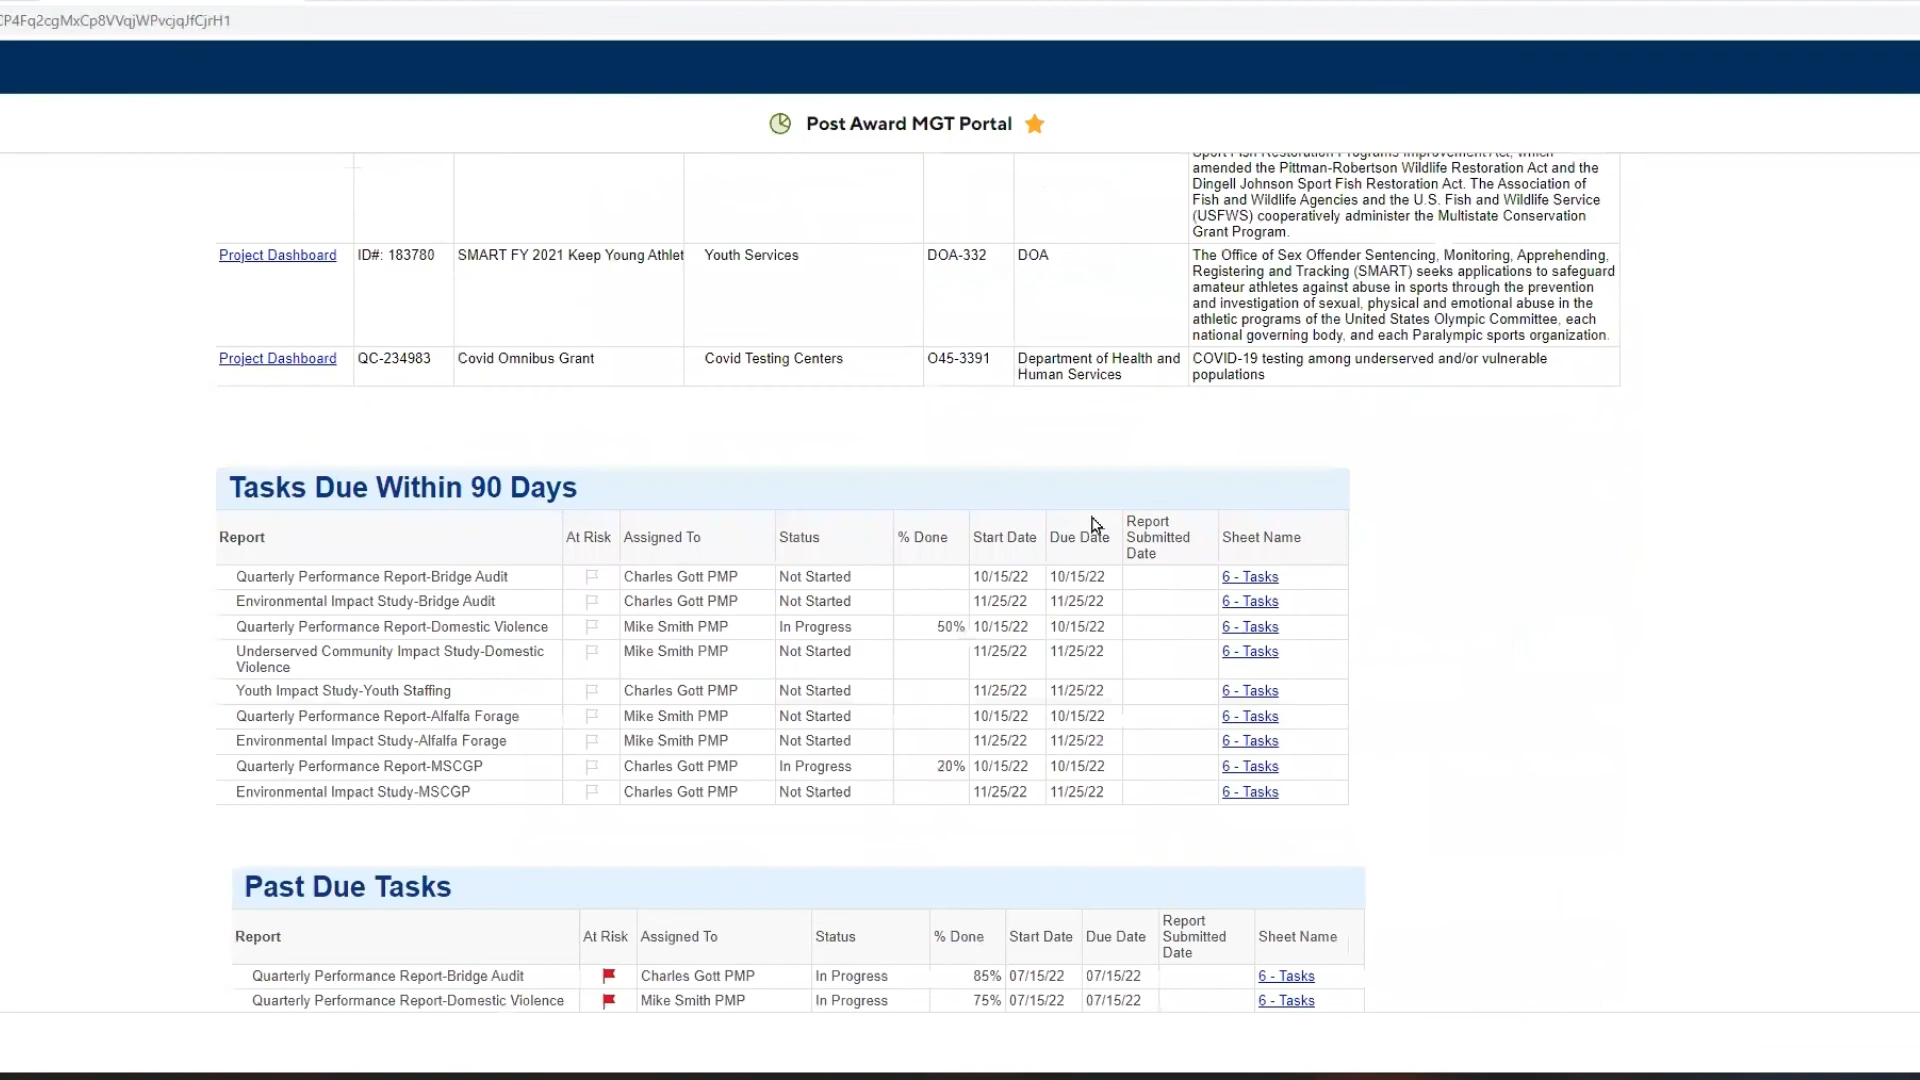 CP4Fq2cgMxCp8VVqjWPvcjqJfCjrH1
Post Award MGT Portal
Sport Fish Restoration Programs Improvement Act, which
amended the Pittman-Robertson Wildlife Restoration Act and the
Dingell Johnson Sport Fish Restoration Act. The Association of
Fish and Wildlife Agencies and the U.S. Fish and Wildlife Service
(USFWS) cooperatively administer the Multistate Conservation
Grant Program.
Project Dashboard ID#: 183780 SMART FY 2021 Keep Young Athlet Youth Services DOA-332 DOA The Office of Sex Offender Sentencing, Monitoring, Apprehending,
Registering and Tracking (SMART) seeks applications to safeguard
amateur athletes against abuse in sports through the prevention
and investigation of sexual, physical and emotional abuse in the
athletic programs of the United States Olympic Committee, each
national governing body, and each Paralympic sports organization.
Project Dashboard QC-234983 Covid Omnibus Grant Covid Testing Centers O45-3391 Department of Health and COVID-19 testing among underserved and/or vulnerable
Human Services populations
Tasks Due Within 90 Days
Report At Risk Assigned To Status % Done Start Date Due Date Report Submitted Date Sheet Name
Quarterly Performance Report-Bridge Audit Charles Gott PMP Not Started 10/15/22 10/15/22 6 - Tasks
Environmental Impact Study-Bridge Audit Charles Gott PMP Not Started 11/25/22 11/25/22 6 - Tasks
Quarterly Performance Report-Domestic Violence Mike Smith PMP In Progress 50% 10/15/22 10/15/22 6 - Tasks
Underserved Community Impact Study-Domestic Mike Smith PMP Not Started 11/25/22 11/25/22 6 - Tasks
Violence
Youth Impact Study-Youth Staffing Charles Gott PMP Not Started 11/25/22 11/25/22 6 - Tasks
Quarterly Performance Report-Alfalfa Forage Mike Smith PMP Not Started 10/15/22 10/15/22 6 - Tasks
Environmental Impact Study-Alfalfa Forage Mike Smith PMP Not Started 11/25/22 11/25/22 6 - Tasks
Quarterly Performance Report-MSCGP Charles Gott PMP In Progress 20% 10/15/22 10/15/22 6 - Tasks
Environmental Impact Study-MSCGP Charles Gott PMP Not Started 11/25/22 11/25/22 6 - Tasks
Past Due Tasks
Report At Risk Assigned To Status % Done Start Date Due Date Report Submitted Date Sheet Name
Quarterly Performance Report-Bridge Audit Charles Gott PMP In Progress 85% 07/15/22 07/15/22 6 - Tasks
Quarterly Performance Report-Domestic Violence Mike Smith PMP In Progress 75% 07/15/22 07/15/22 6 - Tasks